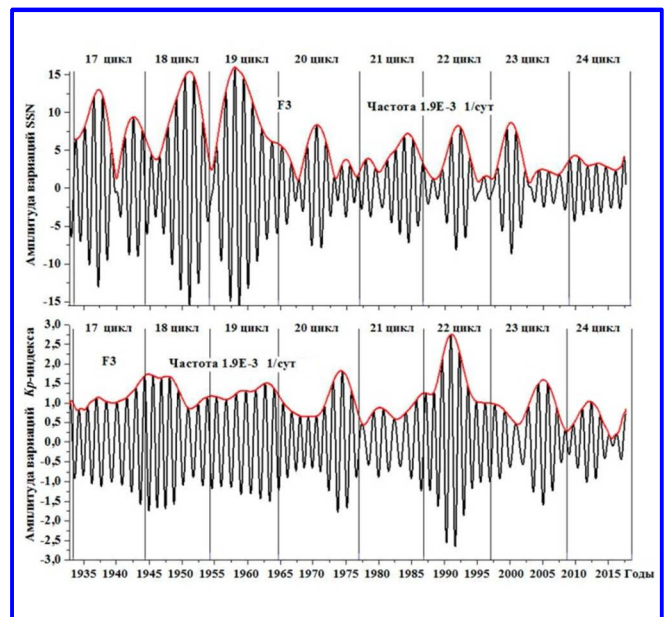 17 цикл 18 цикл 19 цикл 20 цикл 21 цикл 22 цикл 23 цикл 24 цикл
F3 Частота 1.9E-3 1/сут
Амплитуда вариаций SSN
15
10
5
0
-5
-10
-15
17 цикл 18 цикл 19 цикл 20 цикл 21 цикл 22 цикл 23 цикл 24 цикл
F3 Частота 1.9E-3 1/сут
Амплитуда вариаций Кр-индекса
3,0
2,5
2,0
1,5
1,0
0,5
0,0
-0,5
-1,0
-1,5
-2,0
-2,5
-3,0
1935 1940 1945 1950 1955 1960 1965 1970 1975 1980 1985 1990 1995 2000 2005 2010 2015 Годы